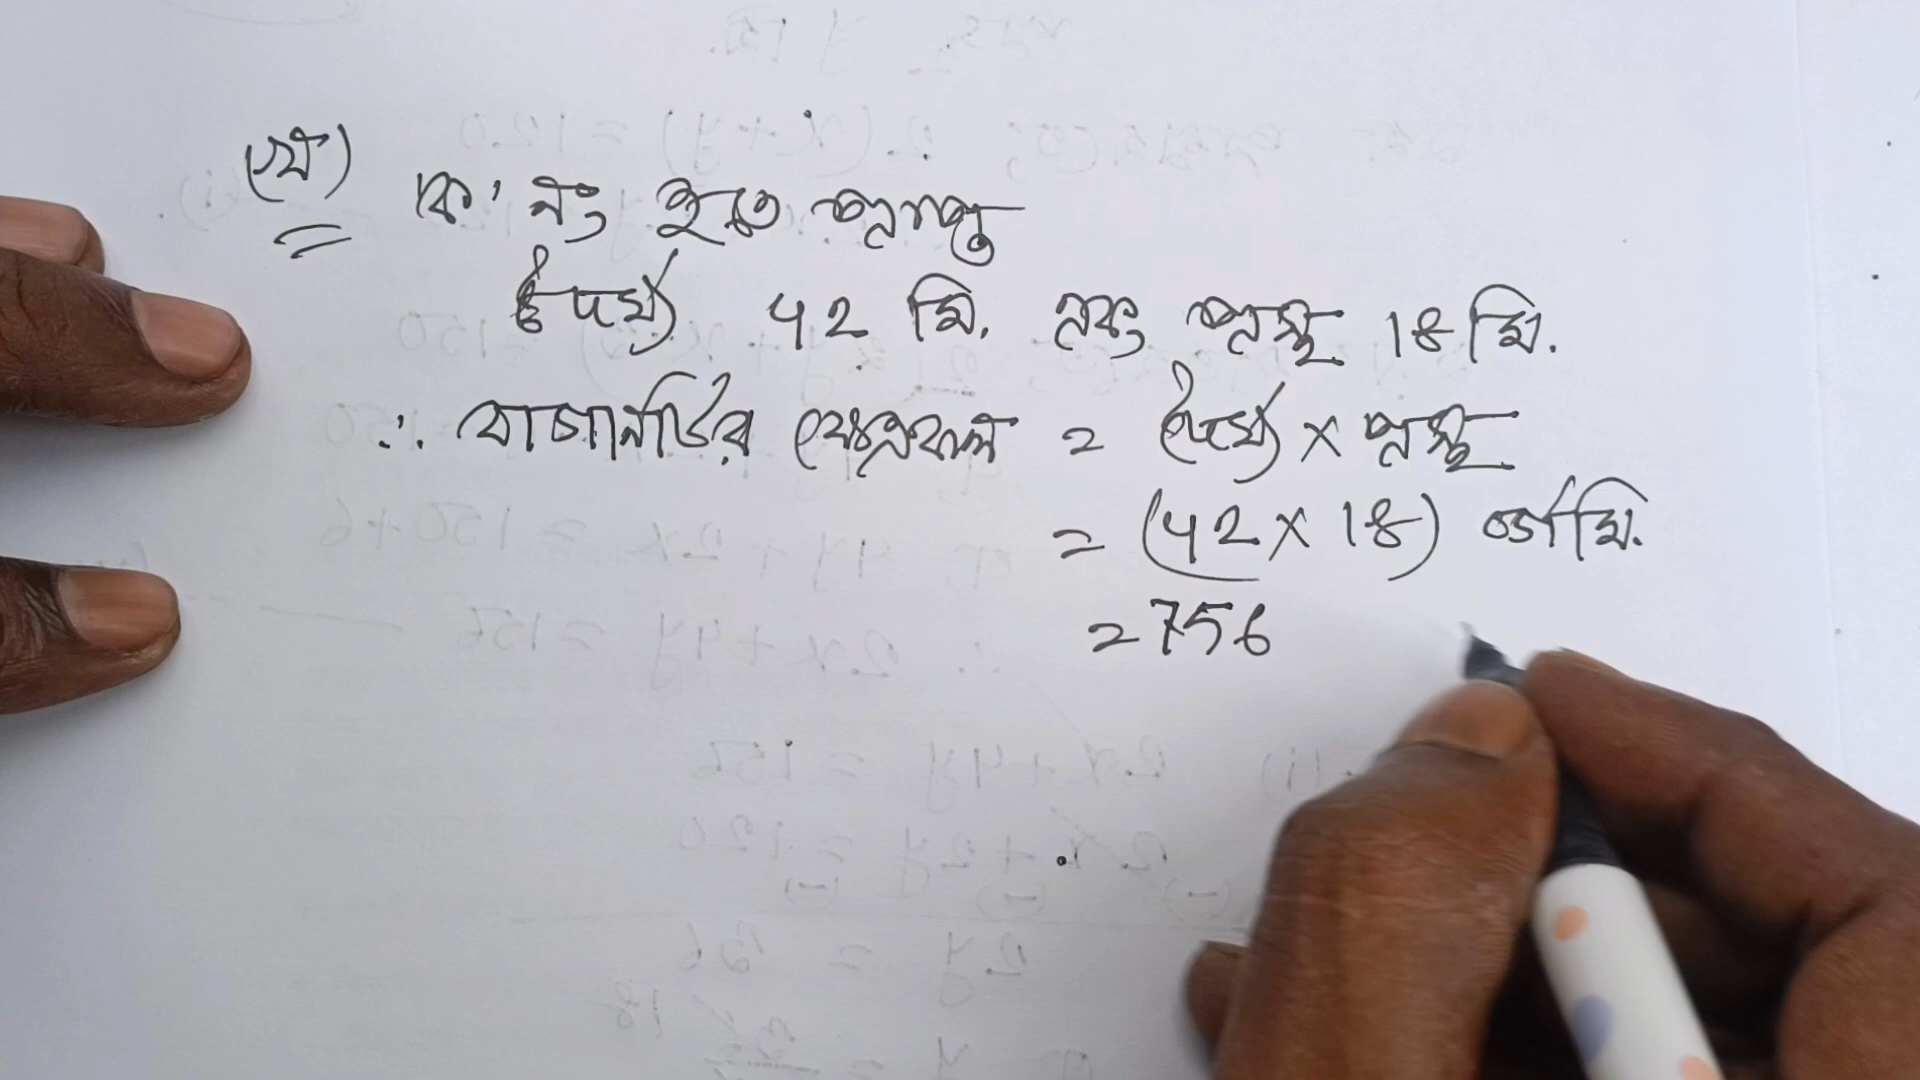 (খ) 'ক' নং হতে প্রাপ্ত
দৈর্ঘ্য 42 মি. এবং প্রস্থ 18 মি.
∴ বাগানটির ক্ষেত্রফল = দৈর্ঘ্য × প্রস্থ
= (42 × 18) বর্গমি.
= 756